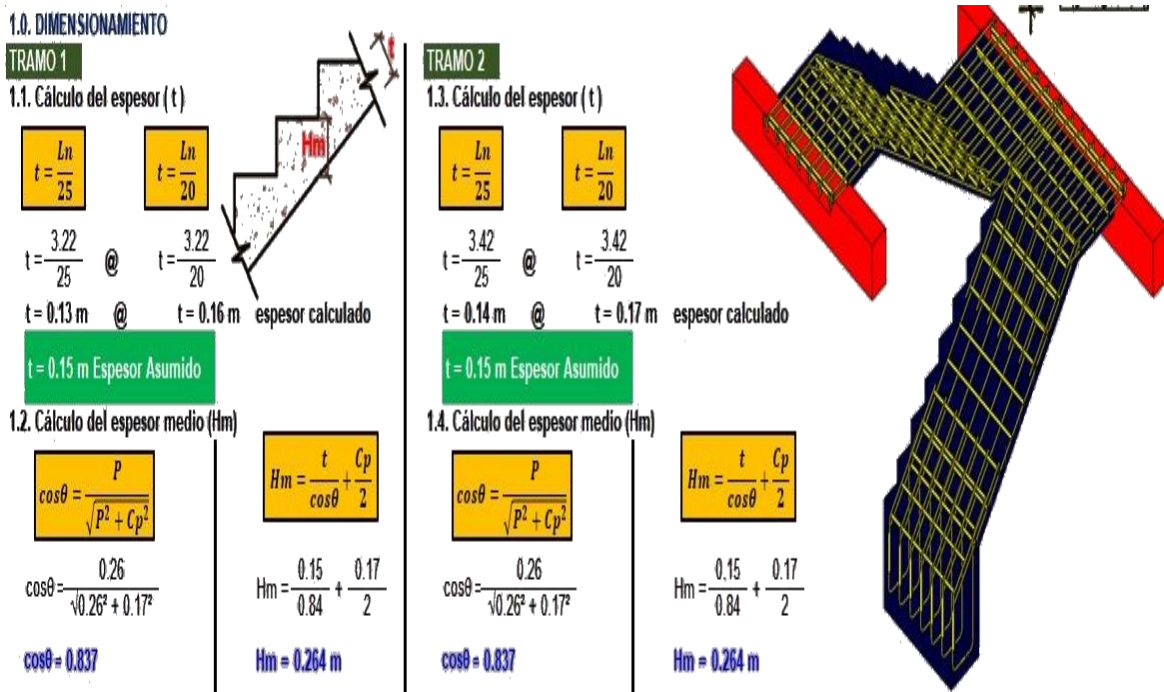 1.0. DIMENSIONAMIENTO
TRAMO 1
1.1. Cálculo del espesor ( t )
t = Ln/25
t = Ln/20
t = 3.22/25 @ t = 3.22/20
t = 0.13 m @ t = 0.16 m espesor calculado
t = 0.15 m Espesor Asumido
1.2. Cálculo del espesor medio (Hm)
cosθ = P/√P² + Cp²
Hm = t/cosθ + Cp/2
cosθ = 0.26/√0.26² + 0.17²
Hm = 0.15/0.84 + 0.17/2
cosθ = 0.837
Hm = 0.264 m
t
Hm
TRAMO 2
1.3. Cálculo del espesor ( t )
t = Ln/25
t = Ln/20
t = 3.42/25 @ t = 3.42/20
t = 0.14 m @ t = 0.17 m espesor calculado
t = 0.15 m Espesor Asumido
1.4. Cálculo del espesor medio (Hm)
cosθ = P/√P² + Cp²
Hm = t/cosθ + Cp/2
cosθ = 0.26/√0.26² + 0.17²
Hm = 0.15/0.84 + 0.17/2
cosθ = 0.837
Hm = 0.264 m